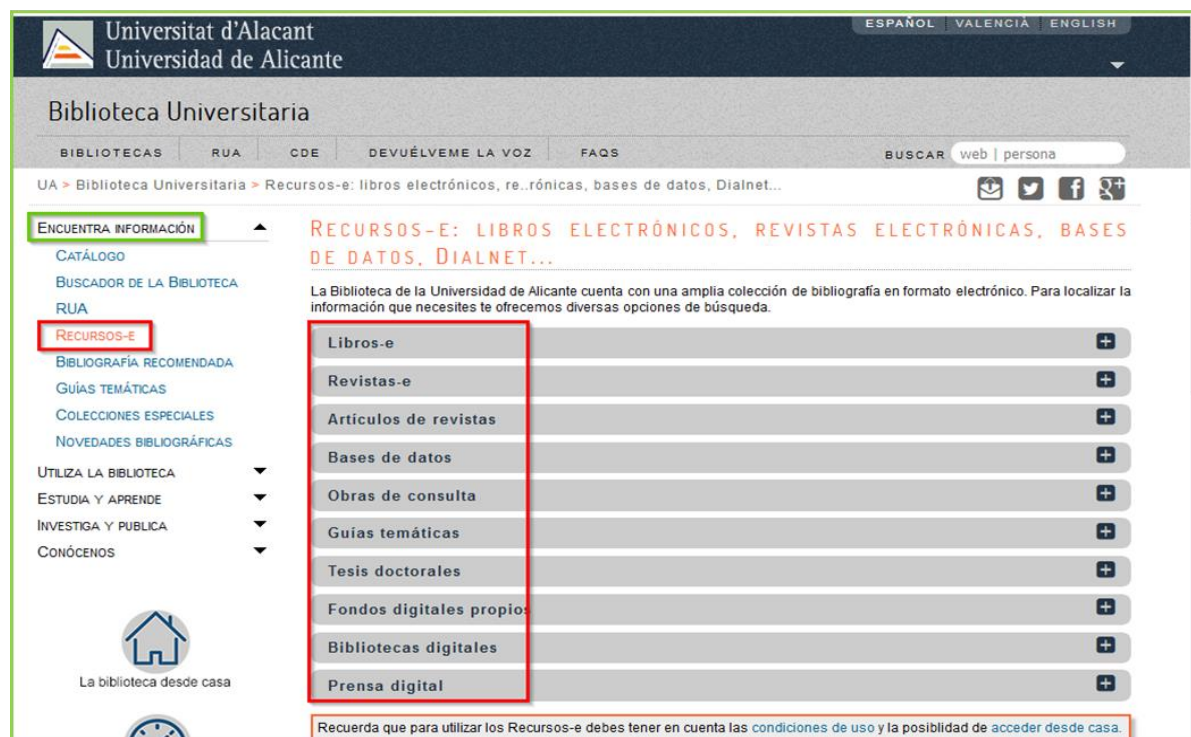 Universitat d'Alacant
Universidad de Alicante
ESPAÑOL VALENCIÀ ENGLISH
Biblioteca Universitaria
BIBLIOTECAS RUA CDE DEVUÉLVEME LA VOZ FAQS BUSCAR web | persona
UA > Biblioteca Universitaria > Recursos-e: libros electrónicos, re..rónicas, bases de datos, Dialnet...
ENCUENTRA INFORMACIÓN
CATÁLOGO
BUSCADOR DE LA BIBLIOTECA
RUA
RECURSOS-E
BIBLIOGRAFÍA RECOMENDADA
GUÍAS TEMÁTICAS
COLECCIONES ESPECIALES
NOVEDADES BIBLIOGRÁFICAS
UTILIZA LA BIBLIOTECA
ESTUDIA Y APRENDE
INVESTIGA Y PUBLICA
CONÓCENOS
La biblioteca desde casa
RECURSOS-E: LIBROS ELECTRÓNICOS, REVISTAS ELECTRÓNICAS, BASES
DE DATOS, DIALNET...
La Biblioteca de la Universidad de Alicante cuenta con una amplia colección de bibliografía en formato electrónico. Para localizar la
información que necesites te ofrecemos diversas opciones de búsqueda.
Libros-e
Revistas-e
Artículos de revistas
Bases de datos
Obras de consulta
Guías temáticas
Tesis doctorales
Fondos digitales propios
Bibliotecas digitales
Prensa digital
Recuerda que para utilizar los Recursos-e debes tener en cuenta las condiciones de uso y la posiblidad de acceder desde casa.